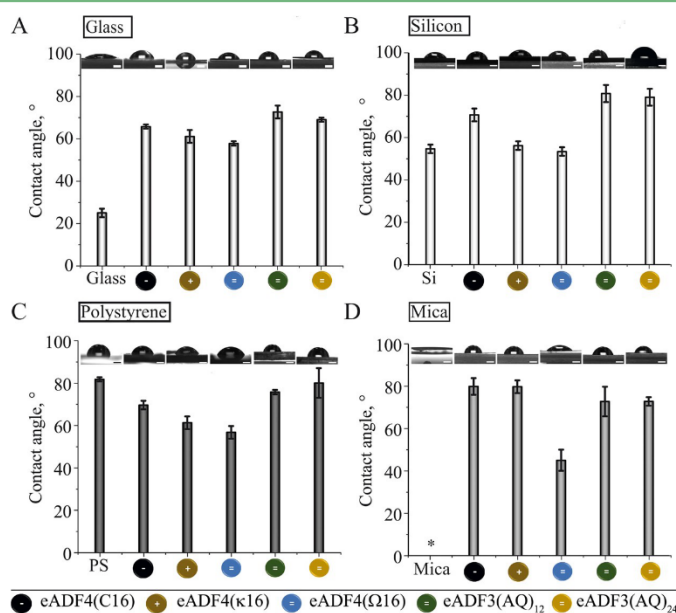 A Glass
100
80
60
40
20
0
Contact angle, °
Glass - + = = =
B Silicon
100
80
60
40
20
0
Contact angle, °
Si - + = = =
C Polystyrene
100
80
60
40
20
0
Contact angle, °
PS - + = = =
D Mica
100
80
60
40
20
0
Contact angle, °
*
Mica - + = = =
- eADF4(C16) + eADF4(κ16) = eADF4(Ω16) = eADF3(AQ)₁₂ = eADF3(AQ)₂₄